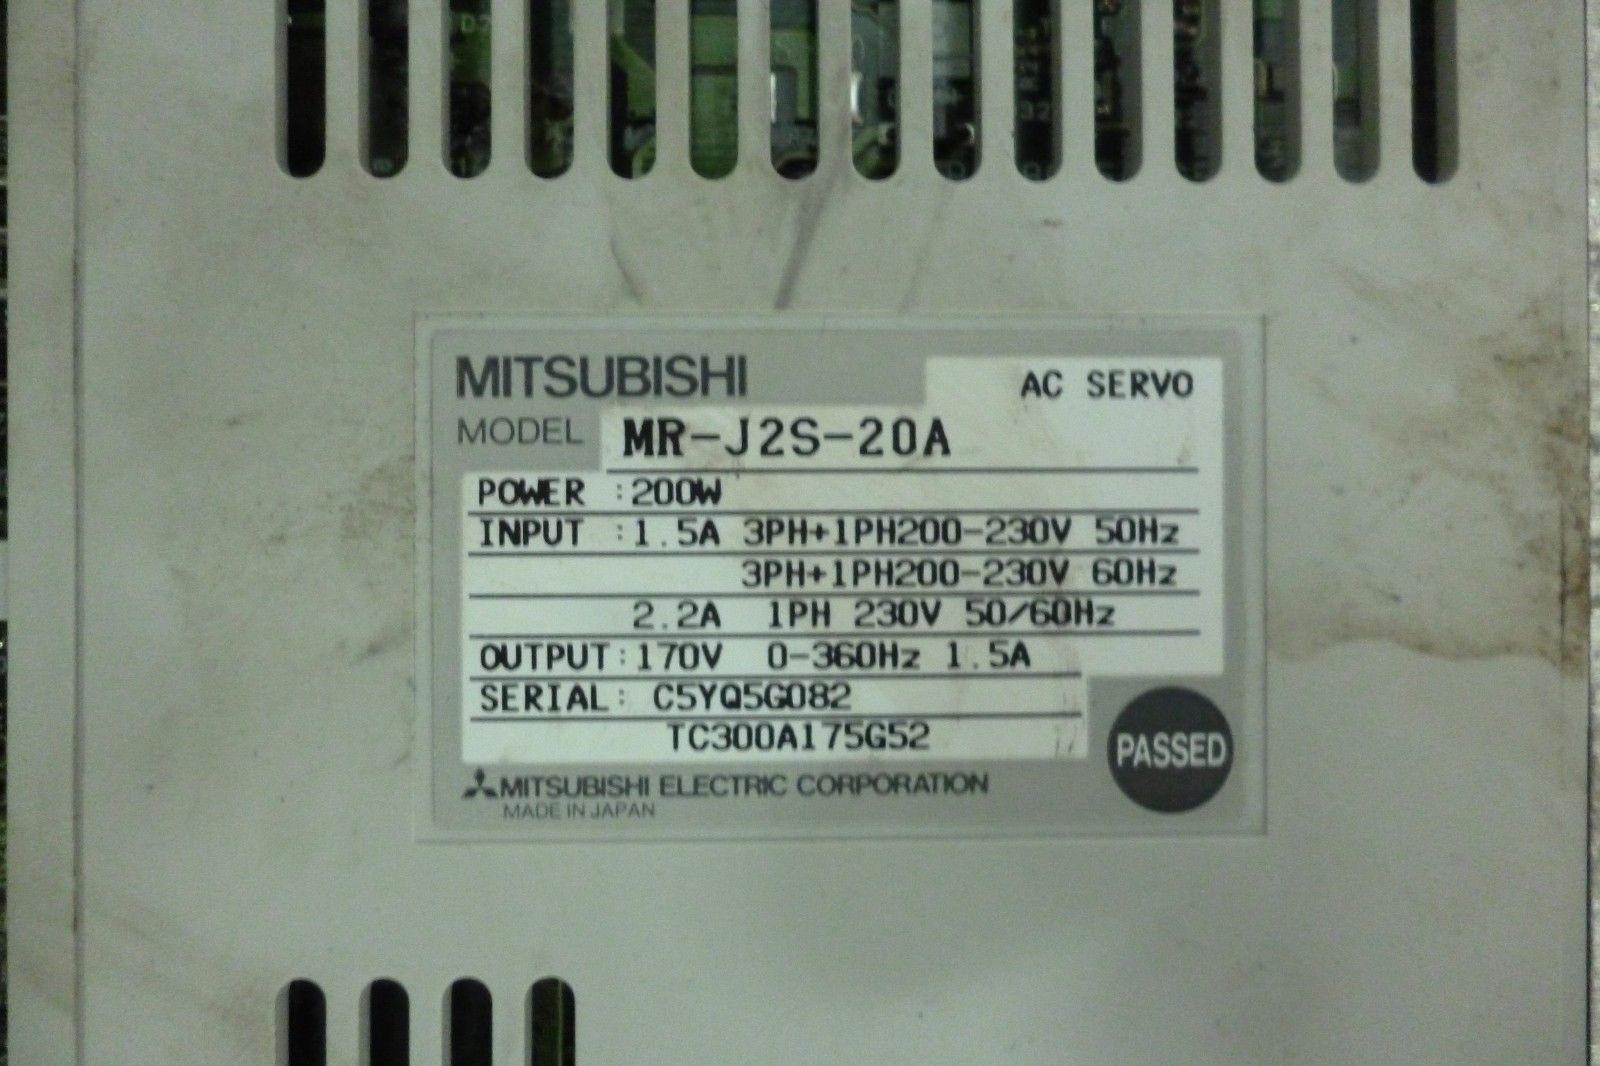 MITSUBISHI AC SERVO
MODEL MR-J2S-20A
POWER :200W
INPUT :1.5A 3PH+1PH200-230V 50Hz
3PH+1PH200-230V 60Hz
2.2A 1PH 230V 50/60Hz
OUTPUT:170V 0-360Hz 1.5A
SERIAL: C5YQ5G082
TC300A175G52
PASSED
MITSUBISHI ELECTRIC CORPORATION
MADE IN JAPAN